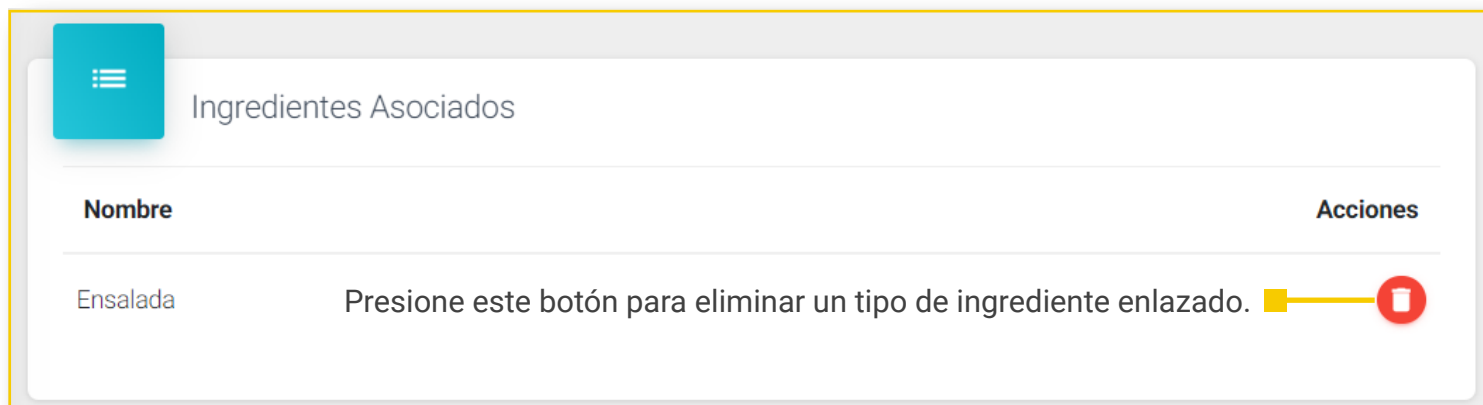 Ingredientes Asociados
Nombre Acciones
Ensalada Presione este botón para eliminar un tipo de ingrediente enlazado.